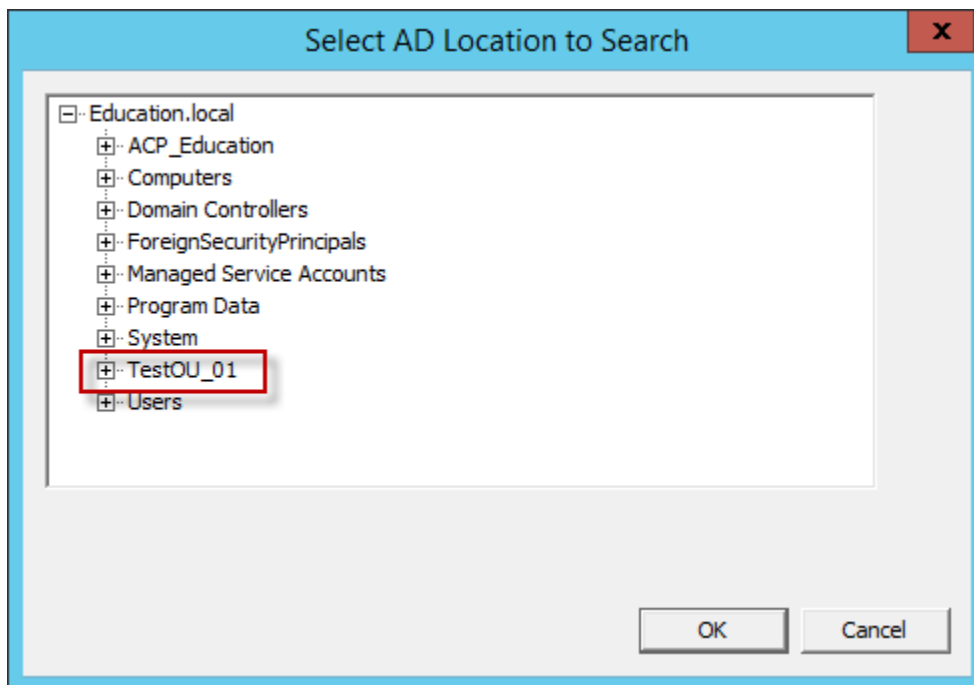 Select AD Location to Search
x
Education.local
ACP_Education
Computers
Domain Controllers
ForeignSecurityPrincipals
Managed Service Accounts
Program Data
System
TestOU_01
Users
OK Cancel